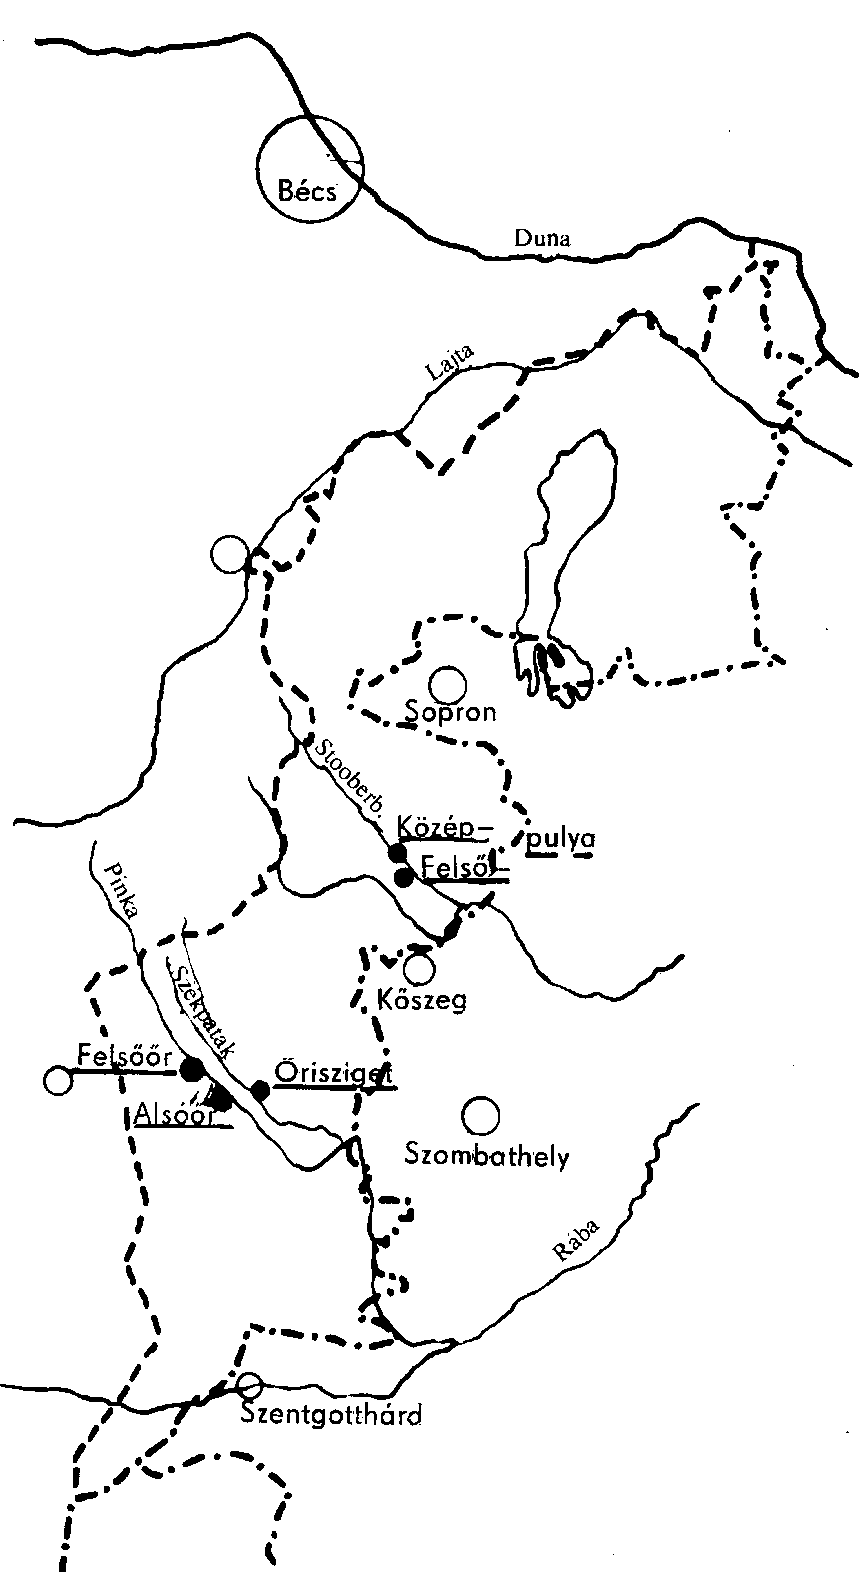 Bécs
Duna
Lajta
Sopron
Stooberb.
Közép–
pulya
Felső–
Pinka
Kőszeg
Székpatak
Felsőőr
Őrisziget
Alsóőr
Szombathely
Rába
Szentgotthárd